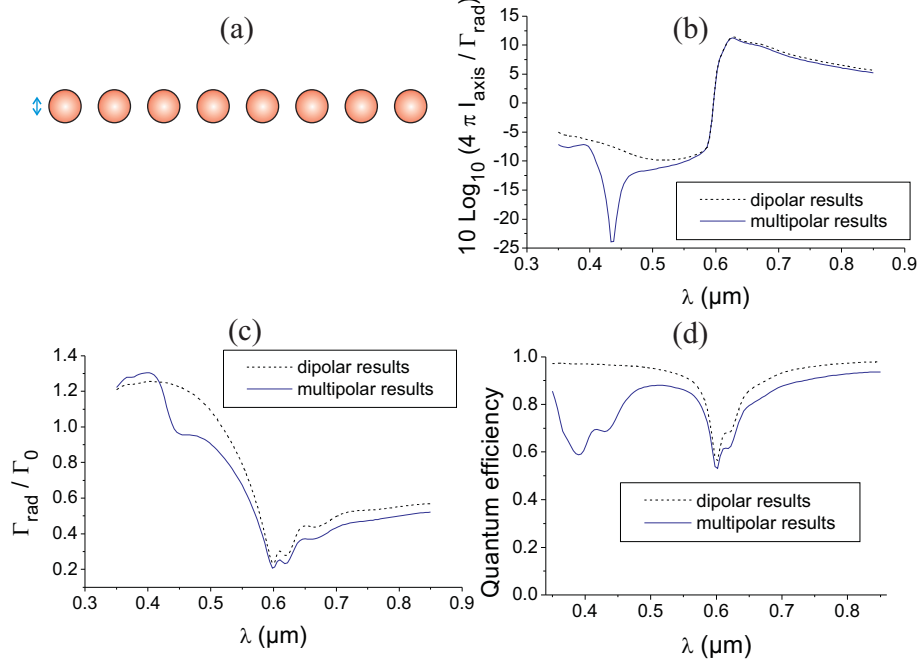 (a)
(b)
10 Log10 (4 π Iaxis / Γrad)
15
10
5
0
-5
-10
-15
-20
-25
dipolar results
multipolar results
0.3 0.4 0.5 0.6 0.7 0.8 0.9
λ (µm)
(c)
Γrad / Γ0
1.4
1.2
1.0
0.8
0.6
0.4
0.2
dipolar results
multipolar results
0.3 0.4 0.5 0.6 0.7 0.8 0.9
λ (µm)
(d)
Quantum efficiency
1.0
0.8
0.6
0.4
0.2
0.0
dipolar results
multipolar results
0.4 0.5 0.6 0.7 0.8
λ (µm)